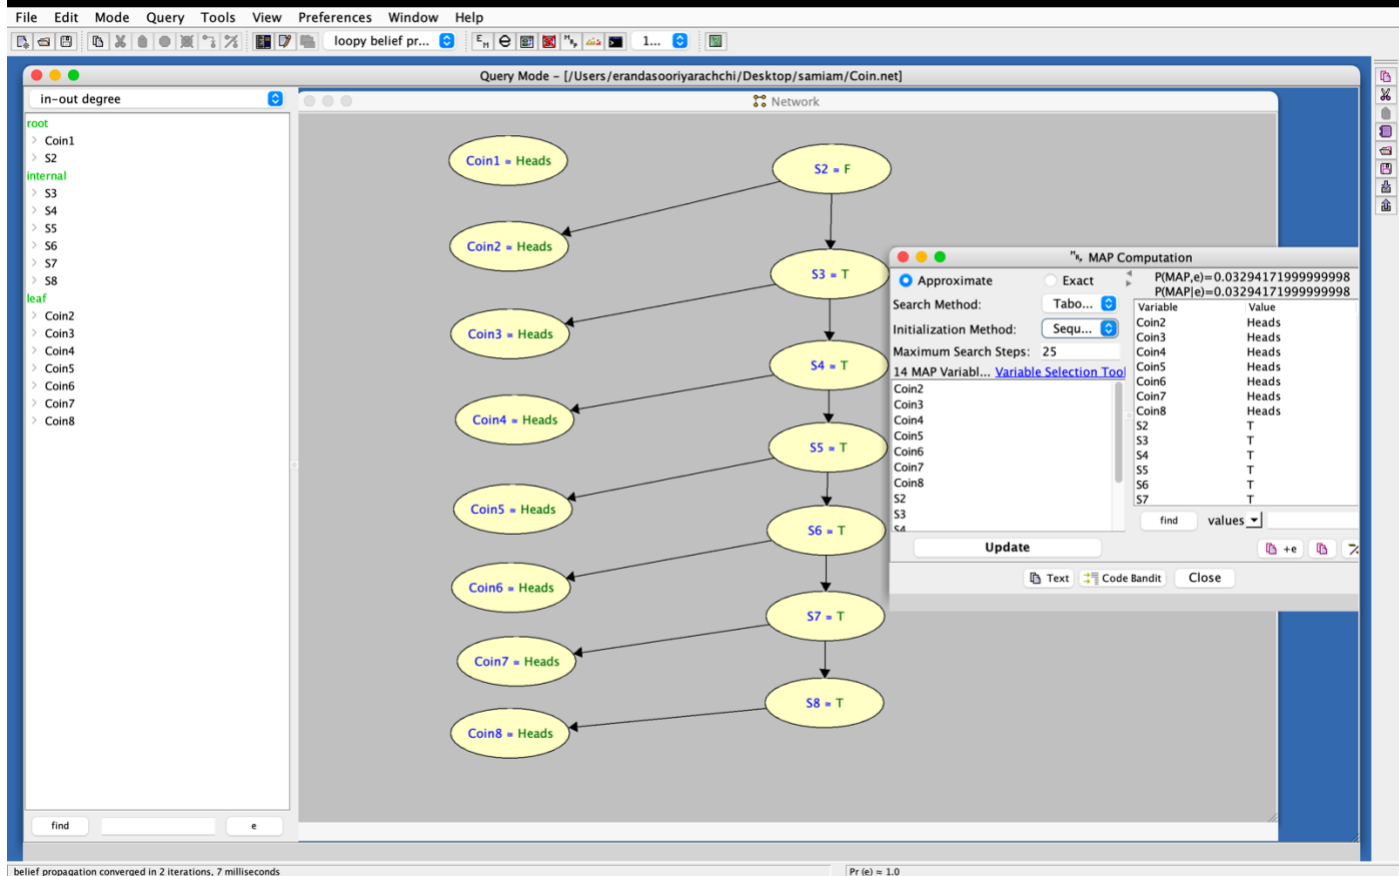 File Edit Mode Query Tools View Preferences Window Help
loopy belief pr... 1...
Query Mode - [/Users/erandasooriyarachchi/Desktop/samiam/Coin.net]
in-out degree
root
Coin1
S2
internal
S3
S4
S5
S6
S7
S8
leaf
Coin2
Coin3
Coin4
Coin5
Coin6
Coin7
Coin8
find e
Network
Coin1 = Heads
S2 = F
Coin2 = Heads
S3 = T
Coin3 = Heads
S4 = T
Coin4 = Heads
S5 = T
Coin5 = Heads
S6 = T
Coin6 = Heads
S7 = T
Coin7 = Heads
S8 = T
Coin8 = Heads
MAP Computation
Approximate Exact
Search Method: Tabo...
Initialization Method: Sequ...
Maximum Search Steps: 25
14 MAP Variabl... Variable Selection Tool
Coin2
Coin3
Coin4
Coin5
Coin6
Coin7
Coin8
S2
S3
S4
Update
P(MAP,e)=0.03294171999999998
P(MAP|e)=0.03294171999999998
Variable Value
Coin2 Heads
Coin3 Heads
Coin4 Heads
Coin5 Heads
Coin6 Heads
Coin7 Heads
Coin8 Heads
S2 T
S3 T
S4 T
S5 T
S6 T
S7 T
find values
+e
Text Code Bandit Close
belief propagation converged in 2 iterations, 7 milliseconds
Pr (e) ≈ 1.0